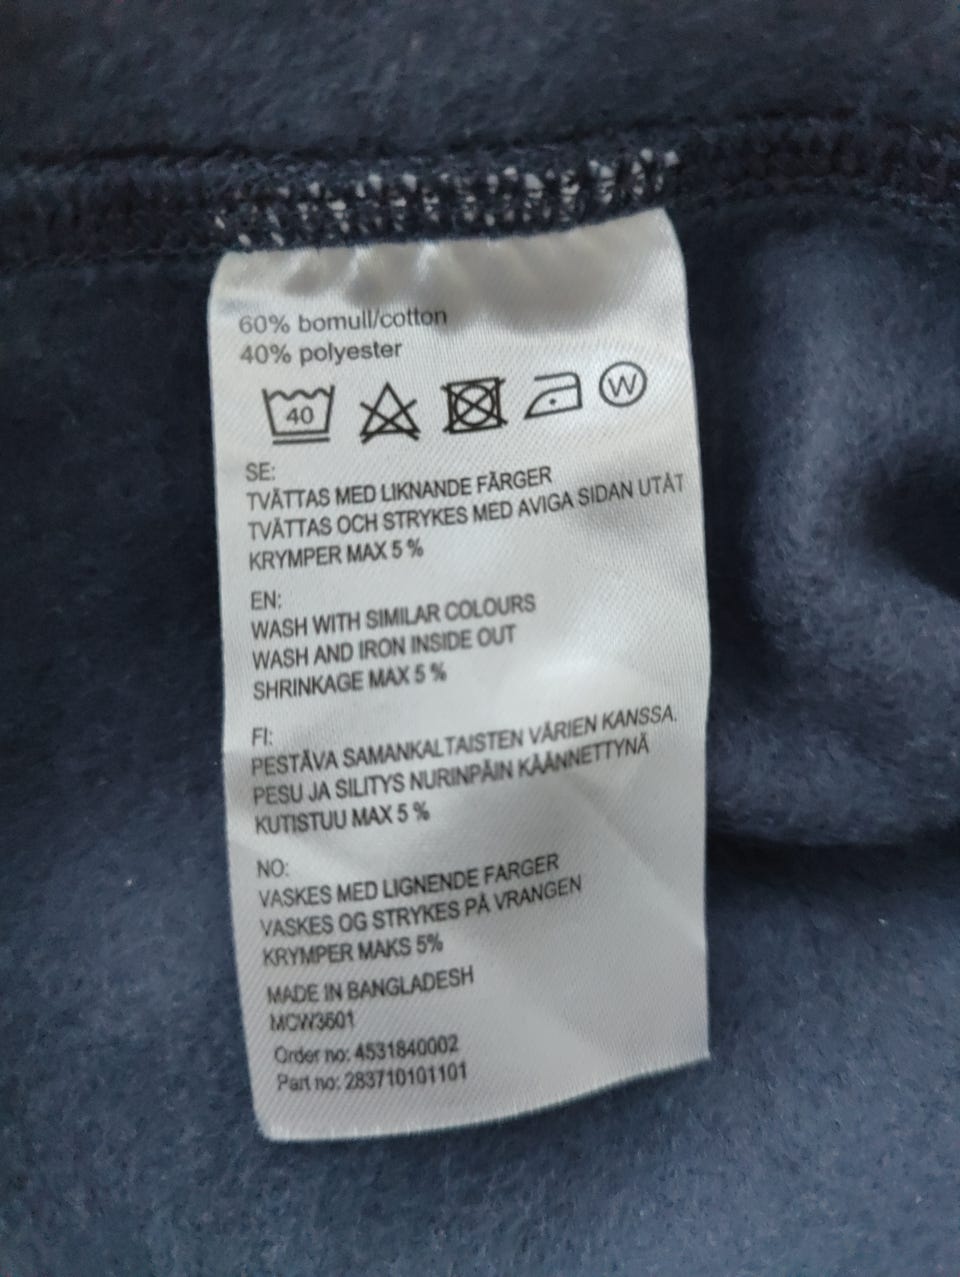 60% bomull/cotton
40% polyester
40 W
SE:
TVÄTTAS MED LIKNANDE FÄRGER
TVÄTTAS OCH STRYKES MED AVIGA SIDAN UTÅT
KRYMPER MAX 5 %
EN:
WASH WITH SIMILAR COLOURS
WASH AND IRON INSIDE OUT
SHRINKAGE MAX 5 %
FI:
PESTÄVA SAMANKALTAISTEN VÄRIEN KANSSA.
PESU JA SILITYS NURINPÄIN KÄÄNNETTYNÄ
KUTISTUU MAX 5 %
NO:
VASKES MED LIGNENDE FARGER
VASKES OG STRYKES PÅ VRANGEN
KRYMPER MAKS 5%
MADE IN BANGLADESH
MCW3601
Order no: 4531840002
Part no: 283710101101